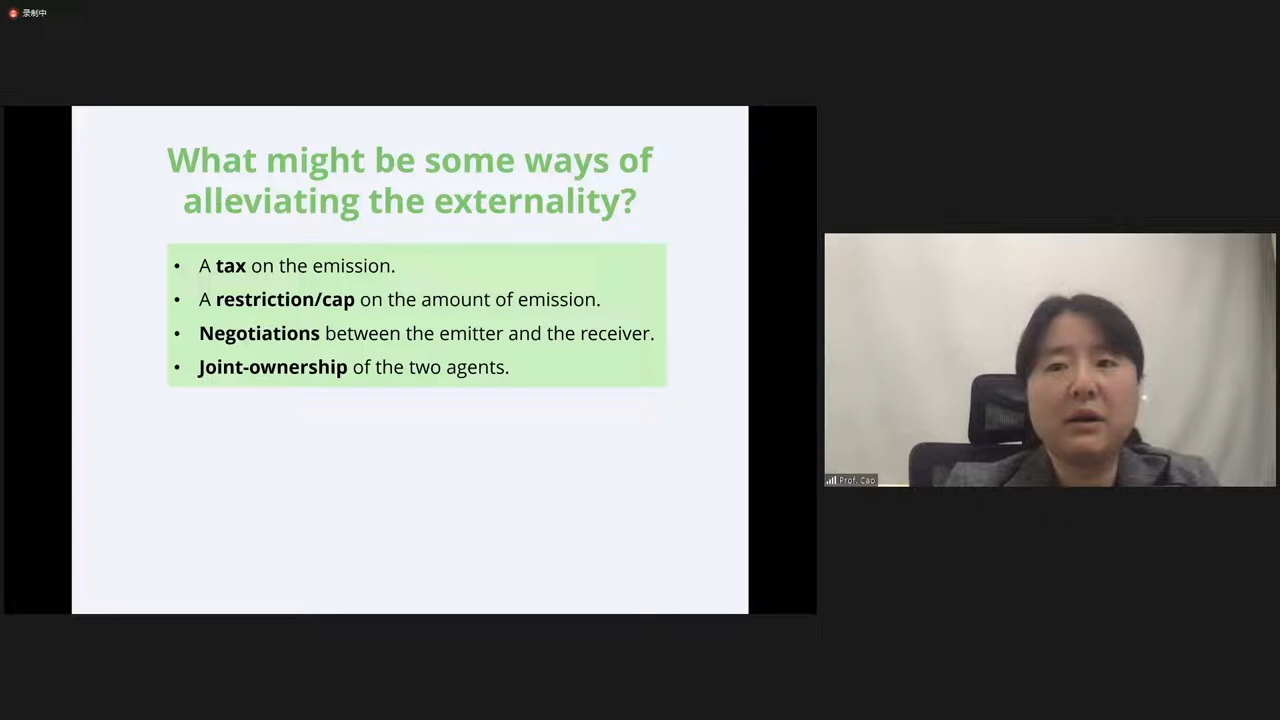 录制中
What might be some ways of
alleviating the externality?
• A tax on the emission.
• A restriction/cap on the amount of emission.
• Negotiations between the emitter and the receiver.
• Joint-ownership of the two agents.
Prof. Cao